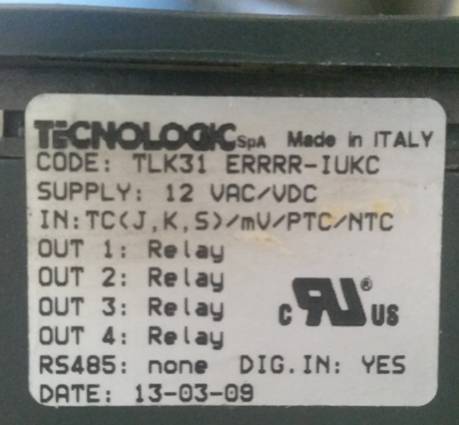 TECNOLOGIC SpA Made in ITALY
CODE: TLK31 ERRRR-IUKC
SUPPLY: 12 VAC/VDC
IN:TC(J,K,S)/mV/PTC/NTC
OUT 1: Relay
OUT 2: Relay
OUT 3: Relay
OUT 4: Relay
C RU ® US
RS485: none DIG.IN: YES
DATE: 13-03-09